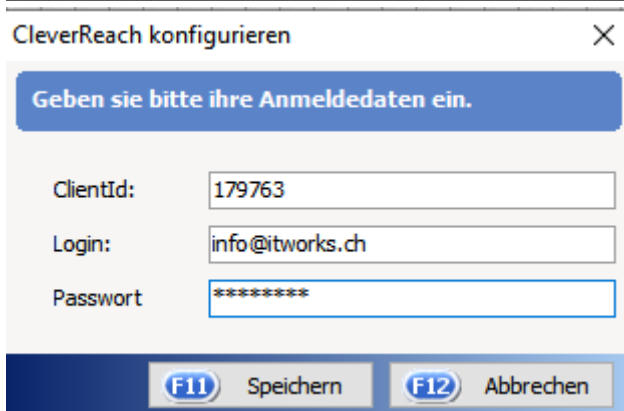 CleverReach konfigurieren
Geben sie bitte ihre Anmeldedaten ein.
ClientId: 179763
Login: info@itworks.ch
Passwort ********
F11 Speichern F12 Abbrechen